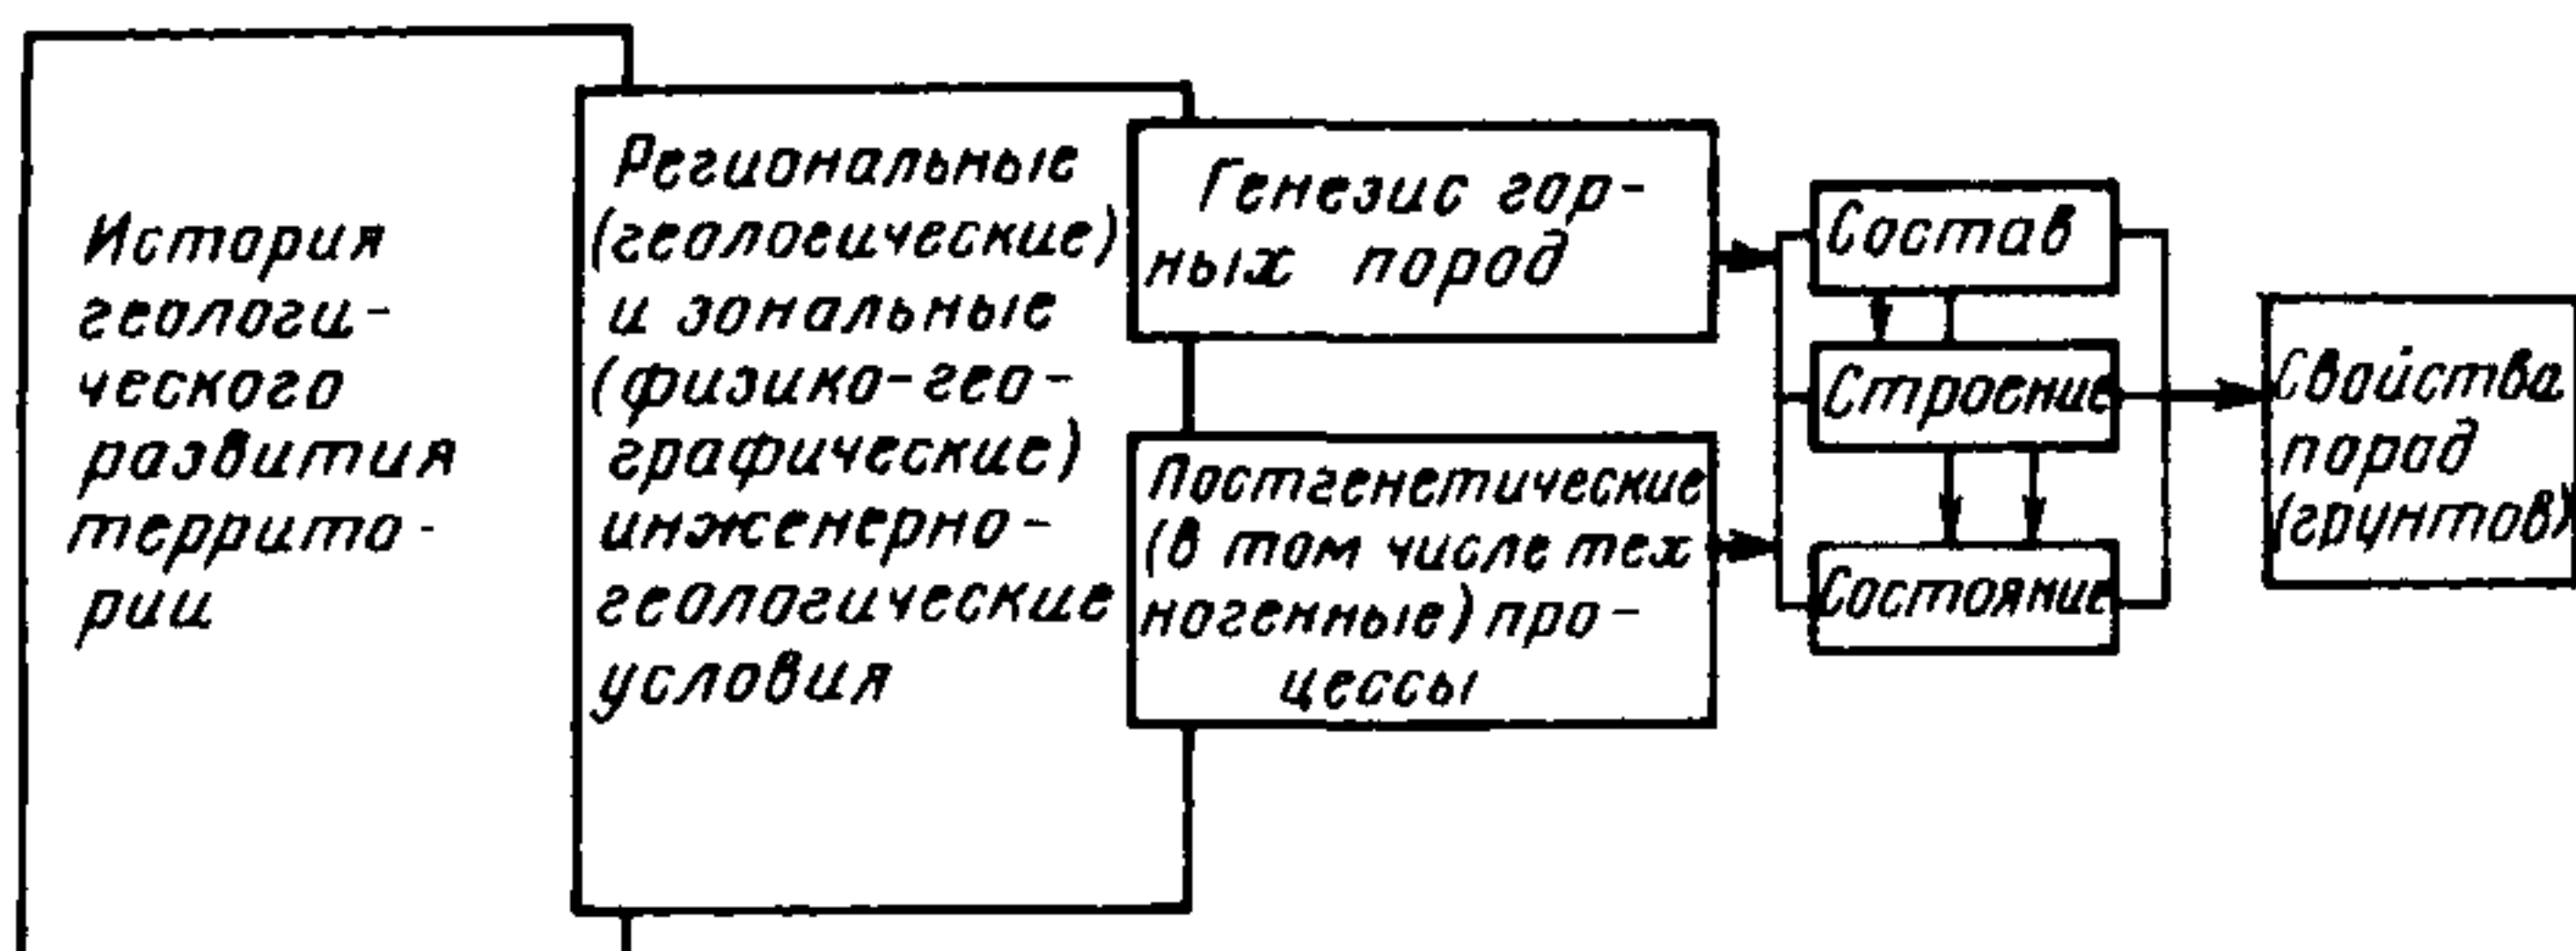 История
геологи-
ческого
развития
террито-
рии
Региональные
(геологические)
и зональные
(физико-гео-
графические)
инженерно-
геологические
условия
Генезис гор-
ных пород
Постгенетические
(в том числе тех
ногенные) про-
цессы
Состав
Строение
Состояние
Свойства
пород
(грунтов)